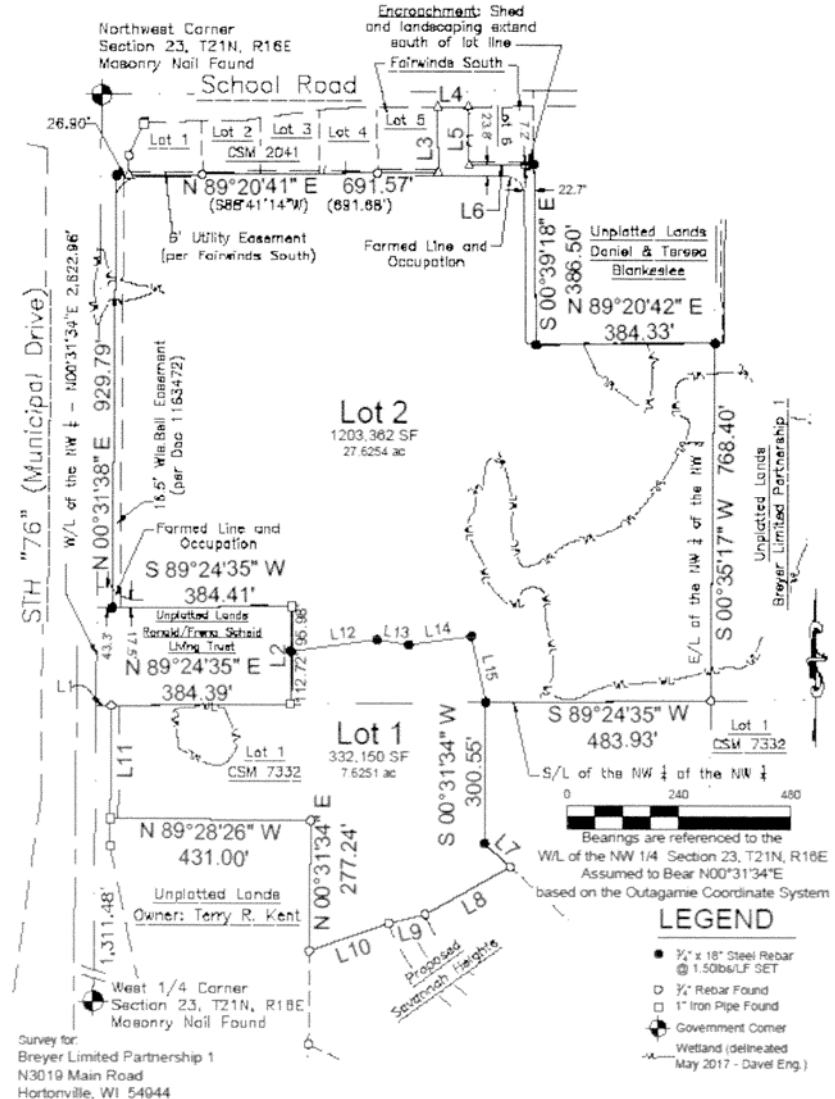 Encroachment: Shed
and landscaping extend
south of lot line
Northwest Corner
Section 23, T21N, R16E
Masonry Nail Found
School Road
Fairwinds South
26.90'
Lot 1
Lot 2
Lot 3
Lot 4
Lot 5
Lot 6
CSM 2041
L3
L4
L5
23.8'
7.2'
N 89°20'41" E 691.57'
(S88°41'14"W) (691.68')
L6
22.7'
6' Utility Easement
(per Fairwinds South)
Farmed Line and
Occupation
S 00°39'18" E
386.50'
Unplatted Lands
Daniel & Teresa
Blankeslee
N 89°20'42" E
384.33'
STH "76" (Municipal Drive)
W/L of the NW ¼ - N00°31'34"E 2,622.96'
N 00°31'38" E 929.79'
16.5' Wis.Bell Easement
(per Doc 1163472)
Lot 2
1203,362 SF
27.6254 ac
E/L of the NW ¼ of the NW ¼
S 00°35'17" W 768.40'
Unplatted Lands
Breyer Limited Partnership 1
Farmed Line and
Occupation
S 89°24'35" W
384.41'
Unplatted Lands
Living Trust
43.3'
17.5'
N 89°24'35" E
384.39'
L2
95.98
112.72
L12
L13
L14
L15
L1
L11
Lot 1
CSM 7332
Lot 1
332,150 SF
7.6251 ac
S 00°31'34" W
300.55'
S 89°24'35" W
483.93'
Lot 1
CSM 7332
S/L of the NW ¼ of the NW ¼
0 240 480
N 89°28'26" W
431.00'
N 00°31'34" E
277.24'
L7
L8
L9
L10
Proposed
Savannah Heights
Unplatted Lands
Owner: Terry R. Kent
1,311.48'
West 1/4 Corner
Section 23, T21N, R16E
Masonry Nail Found
Bearings are referenced to the
W/L of the NW 1/4 Section 23, T21N, R16E
Assumed to Bear N00°31'34"E
based on the Outagamie Coordinate System
LEGEND
¾" x 18" Steel Rebar
@ 1.50lbs/LF SET
¾" Rebar Found
1" Iron Pipe Found
Government Corner
Wetland (delineated
May 2017 - Davel Eng.)
Survey for:
Breyer Limited Partnership 1
N3019 Main Road
Hortonville, WI 54944